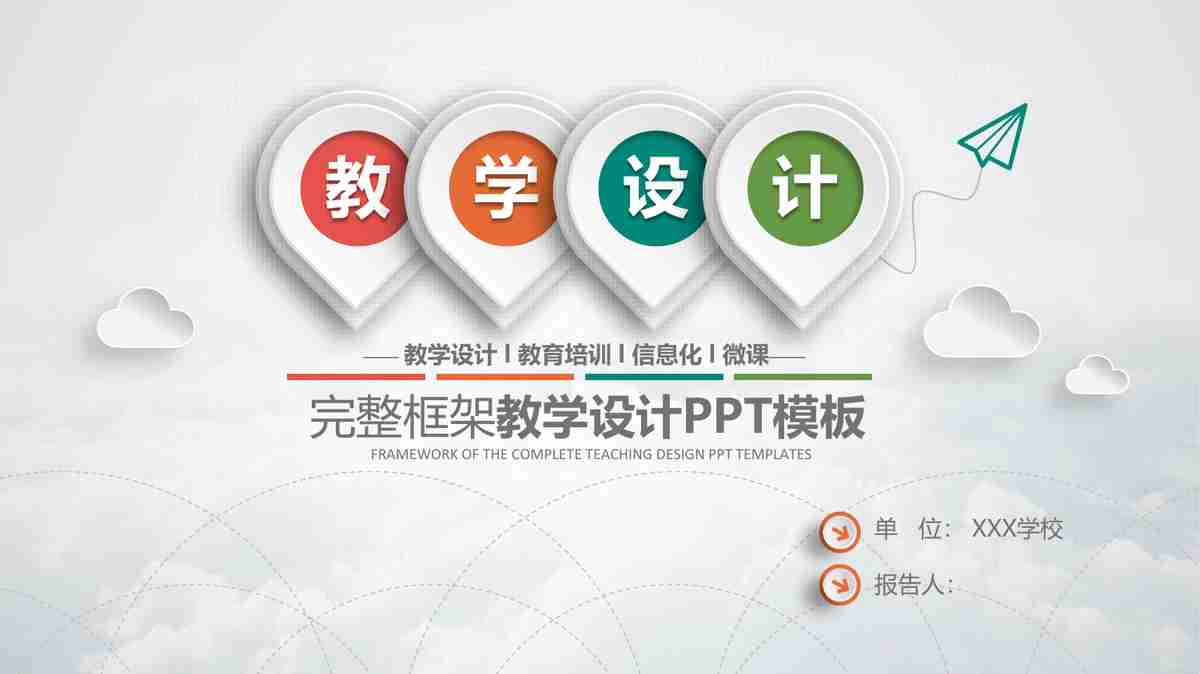 教学设计
教学设计 I 教育培训 I 信息化 I 微课
完整框架教学设计PPT模板
FRAMEWORK OF THE COMPLETE TEACHING DESIGN PPT TEMPLATES
单 位： XXX学校
报告人：